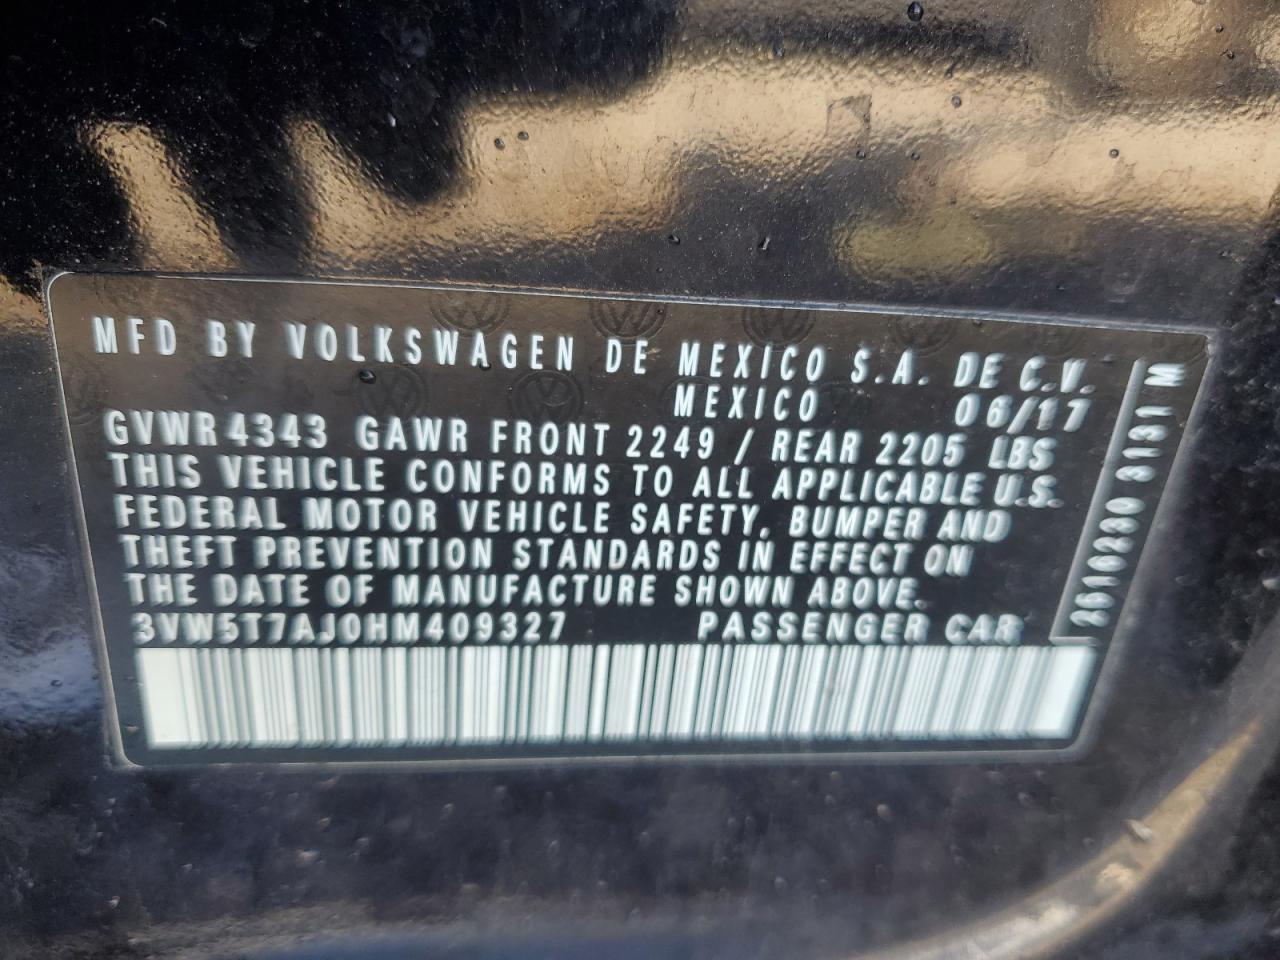 MFD BY VOLKSWAGEN DE MEXICO S.A. DE C.V.
MEXICO 06/17
GVWR 4343 GAWR FRONT 2249 / REAR 2205 LBS
THIS VEHICLE CONFORMS TO ALL APPLICABLE U.S.
FEDERAL MOTOR VEHICLE SAFETY, BUMPER AND
THEFT PREVENTION STANDARDS IN EFFECT ON
THE DATE OF MANUFACTURE SHOWN ABOVE.
3VW5T7AJ0HM409327 PASSENGER CAR
3131 M